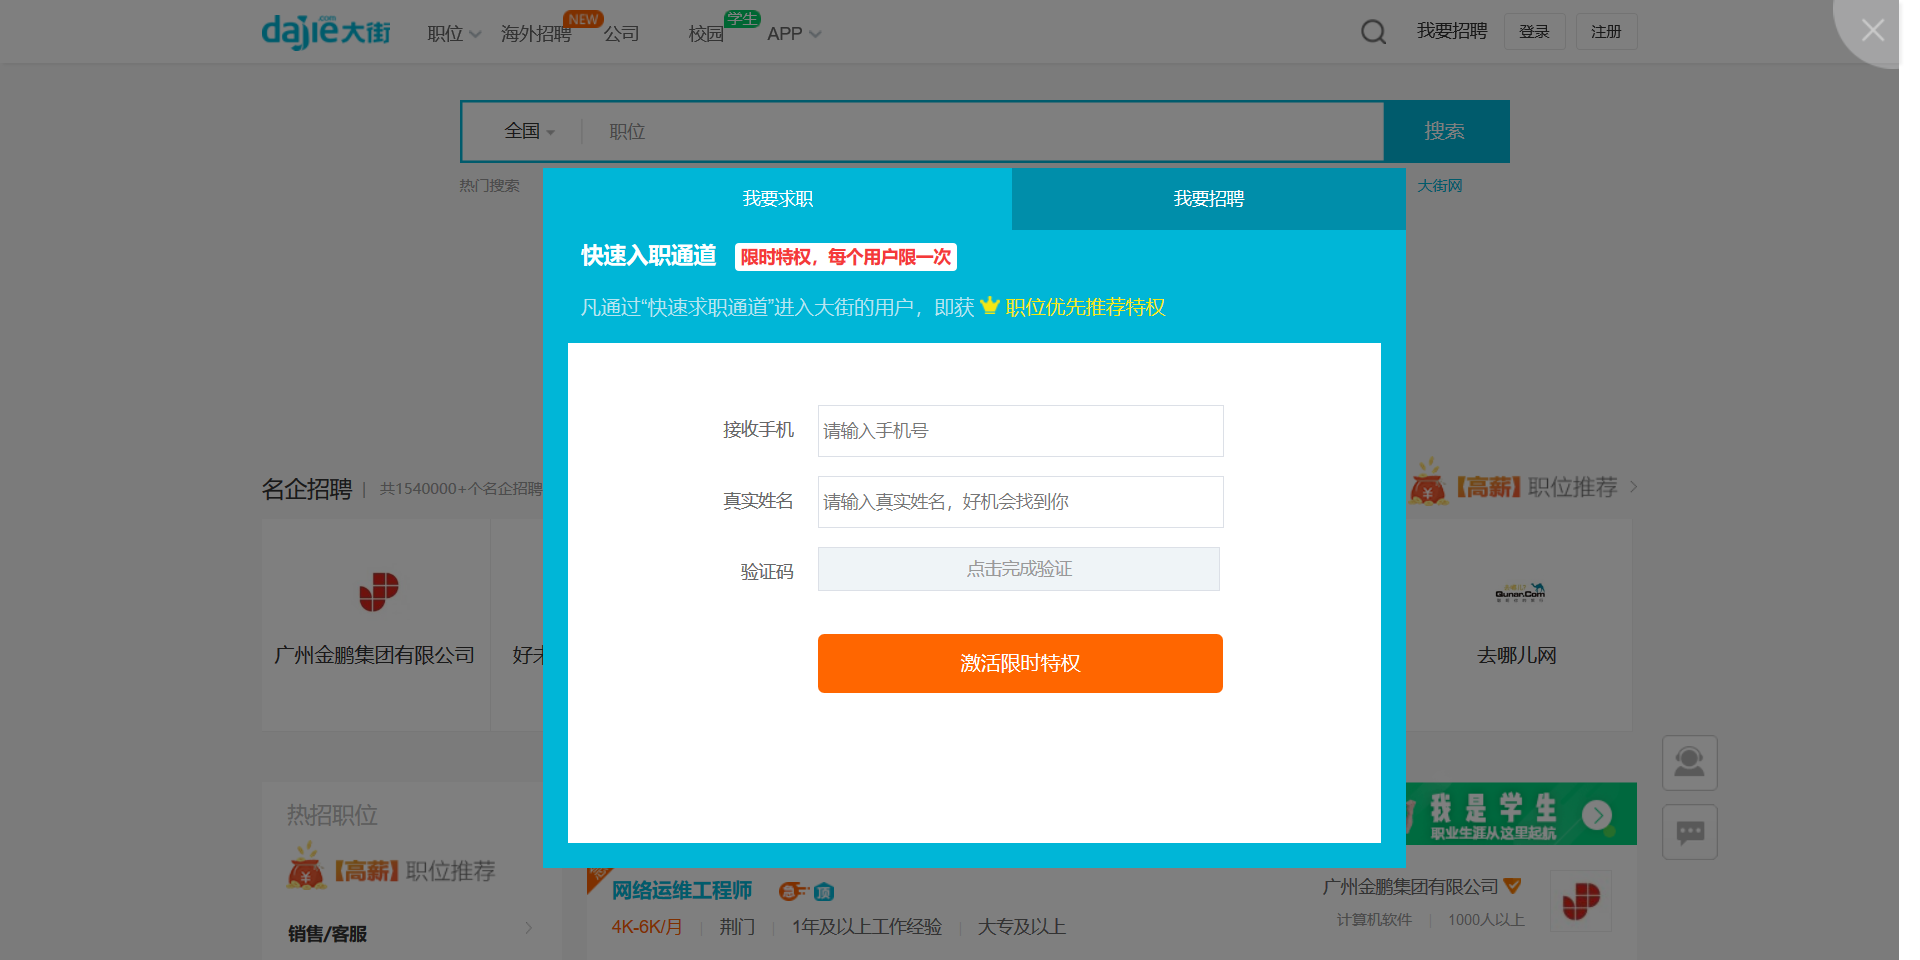 dajie.com大街 职位 海外招聘 NEW 公司 校园 学生 APP 我要招聘 登录 注册
全国 职位 搜索
热门搜索 大街网
我要求职 我要招聘
快速入职通道 限时特权，每个用户限一次
凡通过“快速求职通道”进入大街的用户，即获 职位优先推荐特权
接收手机 请输入手机号
真实姓名 请输入真实姓名，好机会找到你
验证码 点击完成验证
激活限时特权
名企招聘 | 共1540000+个名企招聘 【高薪】职位推荐
Qunar.Com
广州金鹏集团有限公司 好未 去哪儿网
热招职位
我是学生
职业生涯从这里起航
【高薪】职位推荐
网络运维工程师 急 顶 广州金鹏集团有限公司
4K-6K/月 荆门 1年及以上工作经验 大专及以上 计算机软件 1000人以上
销售/客服